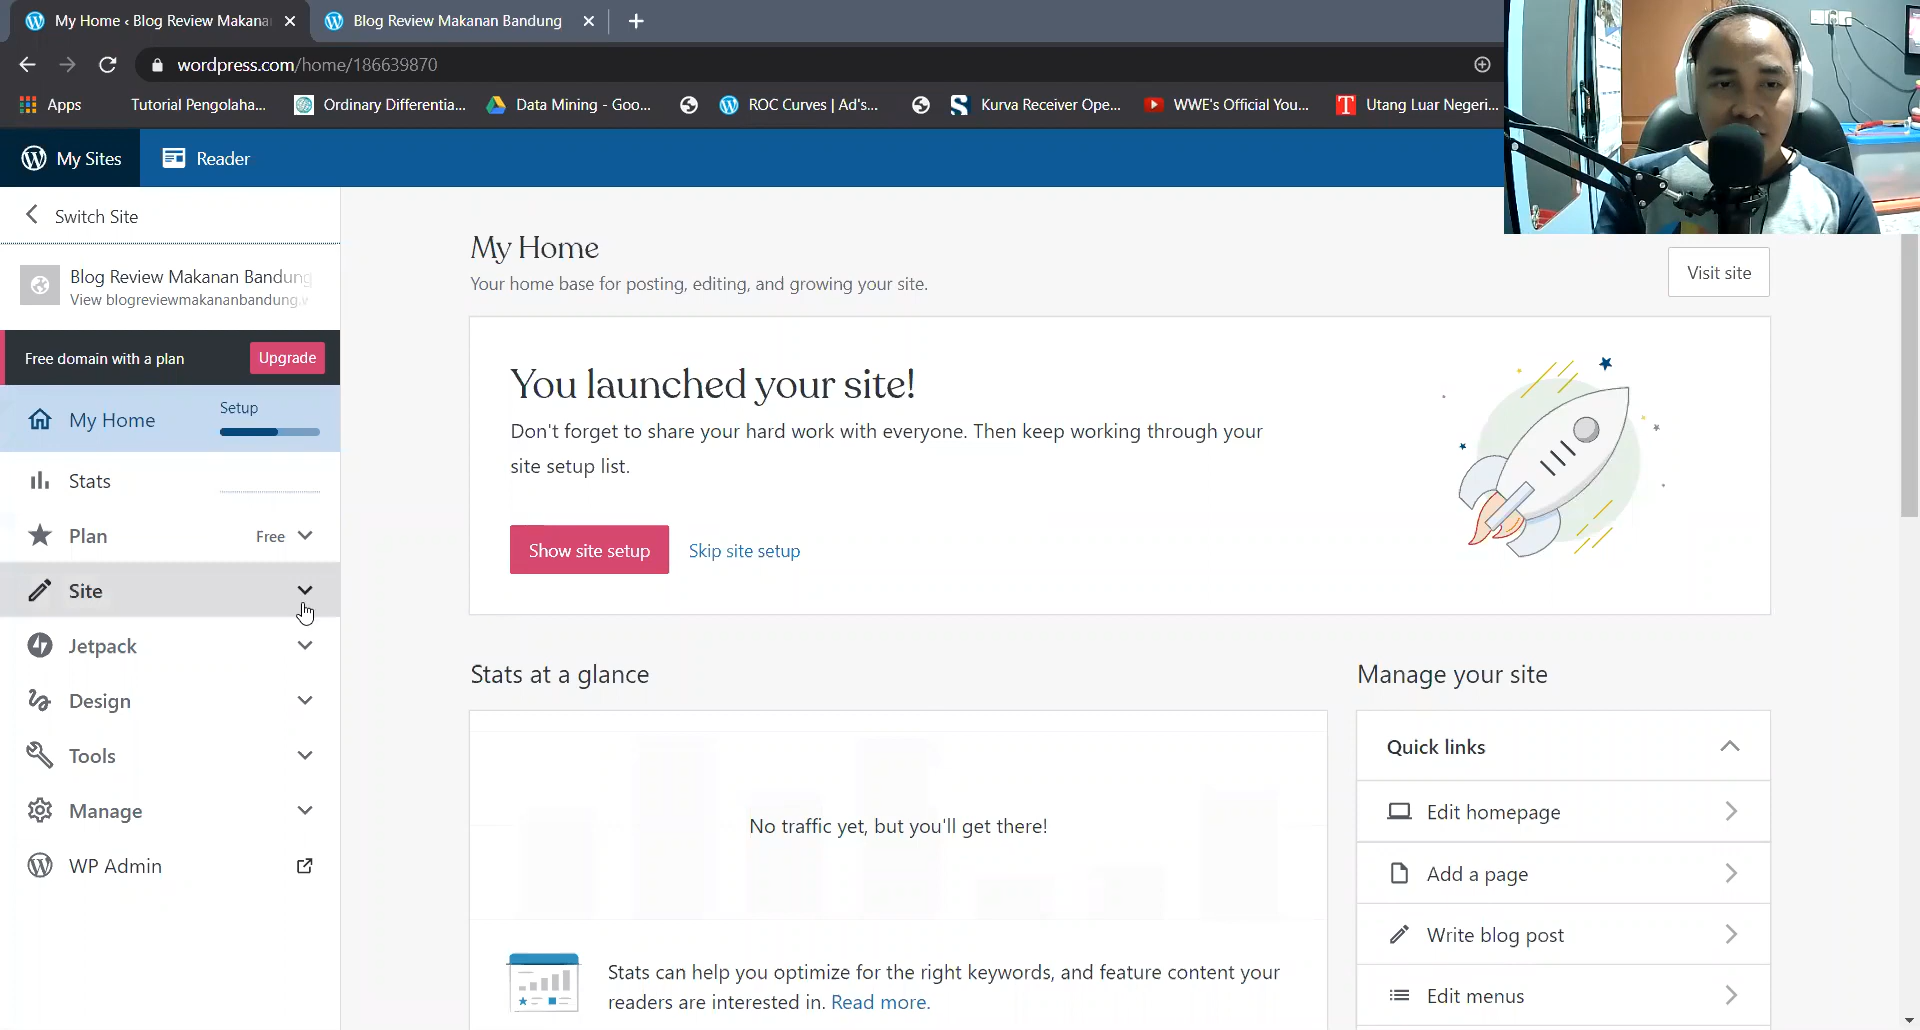 My Home ‹ Blog Review Makana
Blog Review Makanan Bandung
wordpress.com/home/186639870
Apps
Tutorial Pengolaha...
Ordinary Differentia...
Data Mining - Goo...
ROC Curves | Ad's...
Kurva Receiver Ope...
WWE's Official You...
Utang Luar Negeri...
My Sites
Reader
Switch Site
Blog Review Makanan Bandung
View blogreviewmakananbandung.w
Free domain with a plan
Upgrade
My Home
Setup
Stats
Plan
Free
Site
Jetpack
Design
Tools
Manage
WP Admin
My Home
Your home base for posting, editing, and growing your site.
Visit site
You launched your site!
Don't forget to share your hard work with everyone. Then keep working through your
site setup list.
Show site setup
Skip site setup
Stats at a glance
No traffic yet, but you'll get there!
Stats can help you optimize for the right keywords, and feature content your
readers are interested in. Read more.
Manage your site
Quick links
Edit homepage
Add a page
Write blog post
Edit menus